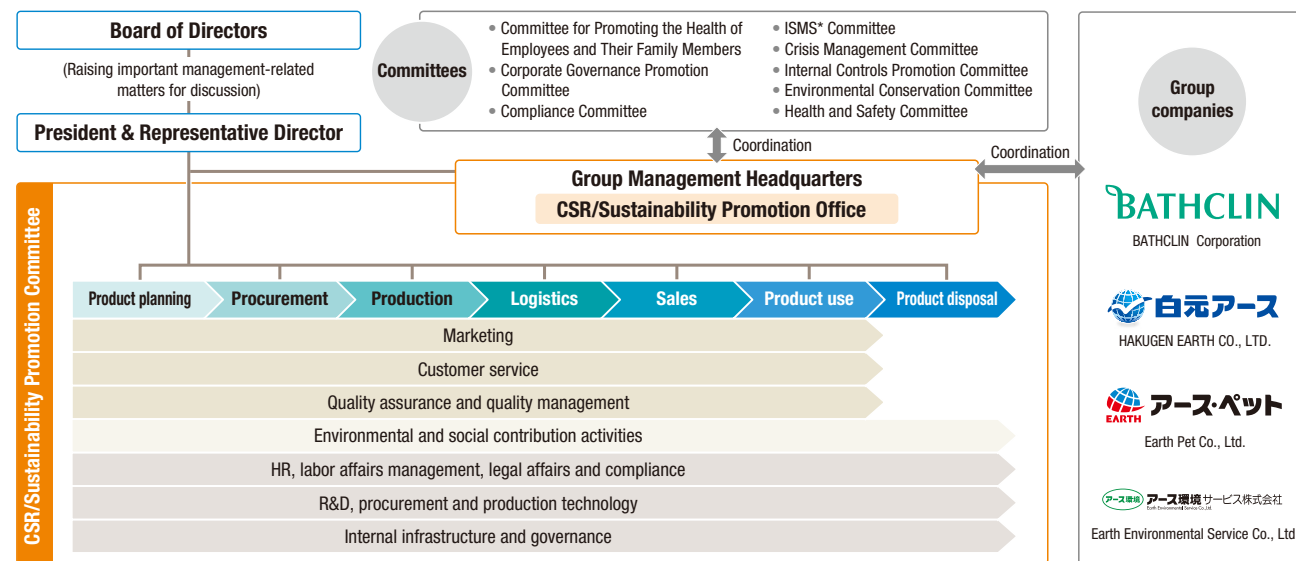 Board of Directors
(Raising important management-related
matters for discussion)
President & Representative Director
Committees
• Committee for Promoting the Health of
Employees and Their Family Members
• Corporate Governance Promotion
Committee
• Compliance Committee
• ISMS* Committee
• Crisis Management Committee
• Internal Controls Promotion Committee
• Environmental Conservation Committee
• Health and Safety Committee
Coordination
Coordination
Group Management Headquarters
CSR/Sustainability Promotion Office
CSR/Sustainability Promotion Committee
Product planning
Procurement
Production
Logistics
Sales
Product use
Product disposal
Marketing
Customer service
Quality assurance and quality management
Environmental and social contribution activities
HR, labor affairs management, legal affairs and compliance
R&D, procurement and production technology
Internal infrastructure and governance
Group
companies
BATHCLIN
BATHCLIN Corporation
白元アース
HAKUGEN EARTH CO., LTD.
EARTH アース・ペット
Earth Pet Co., Ltd.
アース環境 アース環境サービス株式会社
Earth Environmental Service Co., Ltd.
Earth Environmental Service Co., Ltd